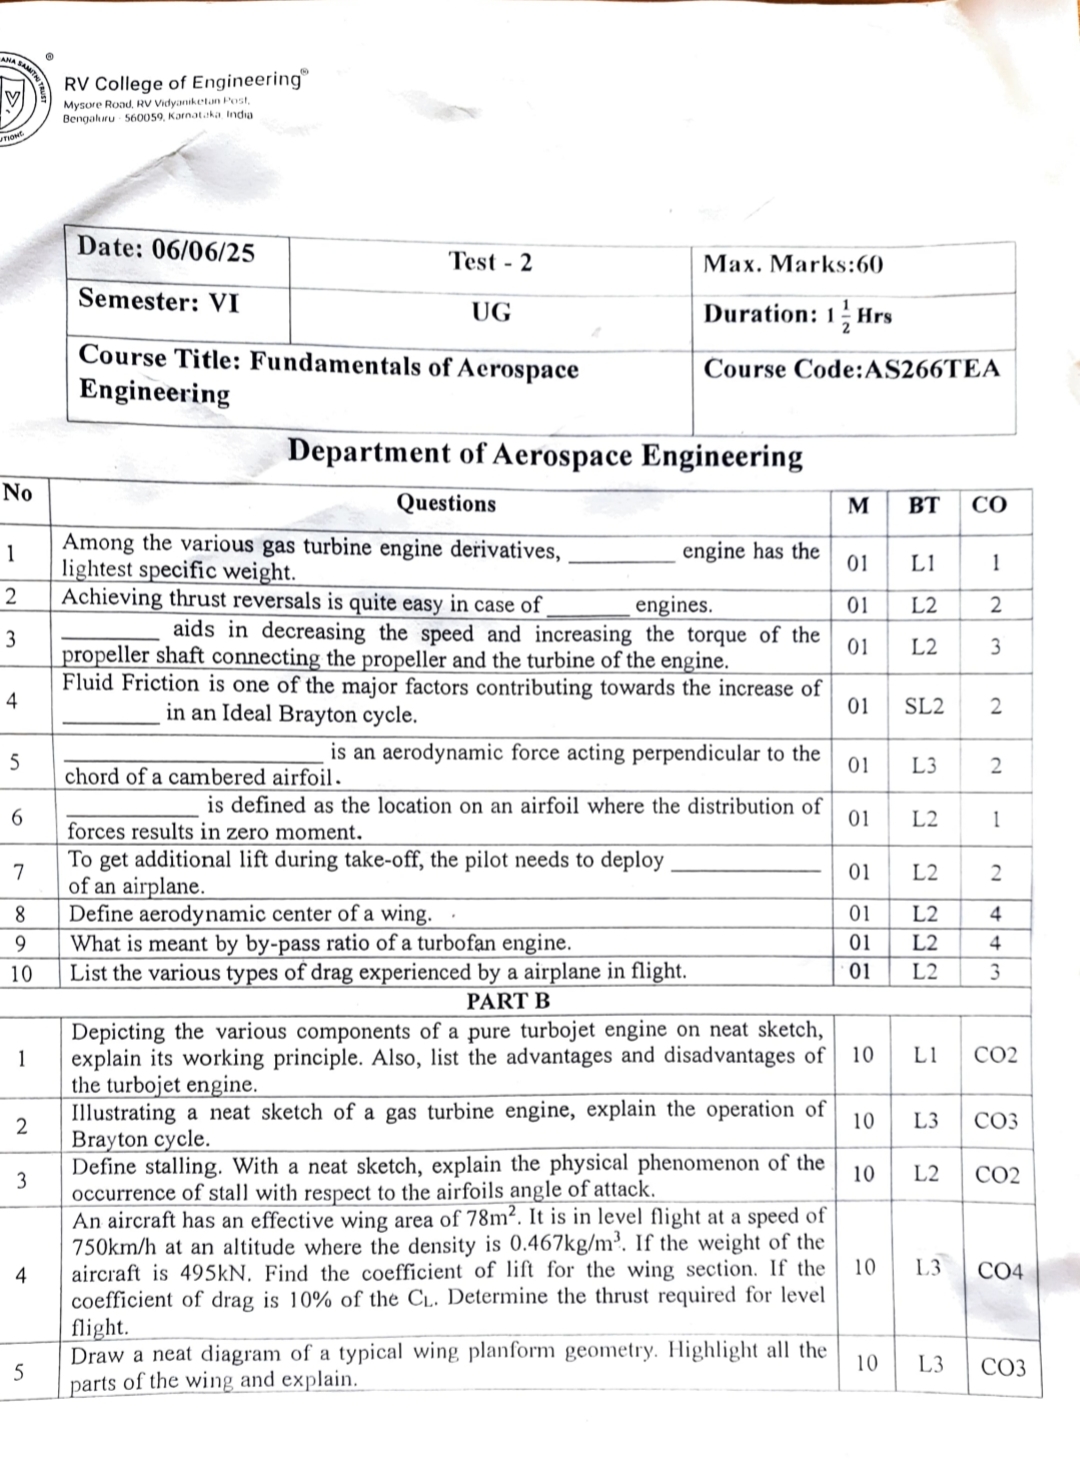 ANA SAMITHI TRUST
UTIONS
®
RV College of Engineering®
Mysore Road, RV Vidyaniketan Post,
Bengaluru - 560059, Karnataka, India
Date: 06/06/25
Test - 2
Max. Marks:60
Semester: VI
UG
Duration: 1 1/2 Hrs
Course Title: Fundamentals of Aerospace
Engineering
Course Code:AS266TEA
Department of Aerospace Engineering
No Questions M BT CO
1 Among the various gas turbine engine derivatives, __________ engine has the
lightest specific weight. 01 L1 1
2 Achieving thrust reversals is quite easy in case of ________ engines. 01 L2 2
3 _________ aids in decreasing the speed and increasing the torque of the
propeller shaft connecting the propeller and the turbine of the engine. 01 L2 3
4 Fluid Friction is one of the major factors contributing towards the increase of
_________ in an Ideal Brayton cycle. 01 SL2 2
5 ________________________ is an aerodynamic force acting perpendicular to the
chord of a cambered airfoil. 01 L3 2
6 ____________ is defined as the location on an airfoil where the distribution of
forces results in zero moment. 01 L2 1
7 To get additional lift during take-off, the pilot needs to deploy ______________
of an airplane. 01 L2 2
8 Define aerodynamic center of a wing. 01 L2 4
9 What is meant by by-pass ratio of a turbofan engine. 01 L2 4
10 List the various types of drag experienced by a airplane in flight. 01 L2 3
PART B
1 Depicting the various components of a pure turbojet engine on neat sketch,
explain its working principle. Also, list the advantages and disadvantages of 10 L1 CO2
the turbojet engine.
2 Illustrating a neat sketch of a gas turbine engine, explain the operation of
Brayton cycle. 10 L3 CO3
3 Define stalling. With a neat sketch, explain the physical phenomenon of the
occurrence of stall with respect to the airfoils angle of attack. 10 L2 CO2
An aircraft has an effective wing area of 78m². It is in level flight at a speed of
750km/h at an altitude where the density is 0.467kg/m³. If the weight of the
4 aircraft is 495kN. Find the coefficient of lift for the wing section. If the 10 L3 CO4
coefficient of drag is 10% of the CL. Determine the thrust required for level
flight.
5 Draw a neat diagram of a typical wing planform geometry. Highlight all the
parts of the wing and explain. 10 L3 CO3